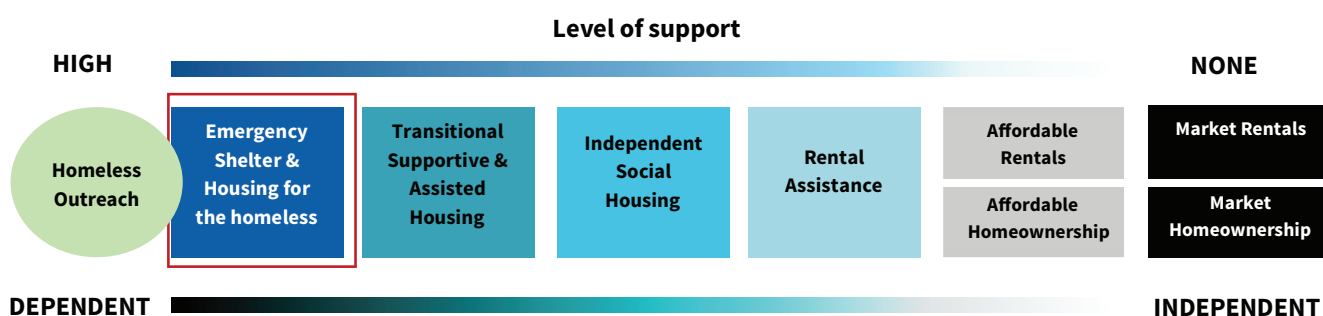 Level of support
HIGH
NONE
Homeless
Outreach
Emergency
Shelter &
Housing for
the homeless
Transitional
Supportive &
Assisted
Housing
Independent
Social
Housing
Rental
Assistance
Affordable
Rentals
Affordable
Homeownership
Market Rentals
Market
Homeownership
DEPENDENT
INDEPENDENT